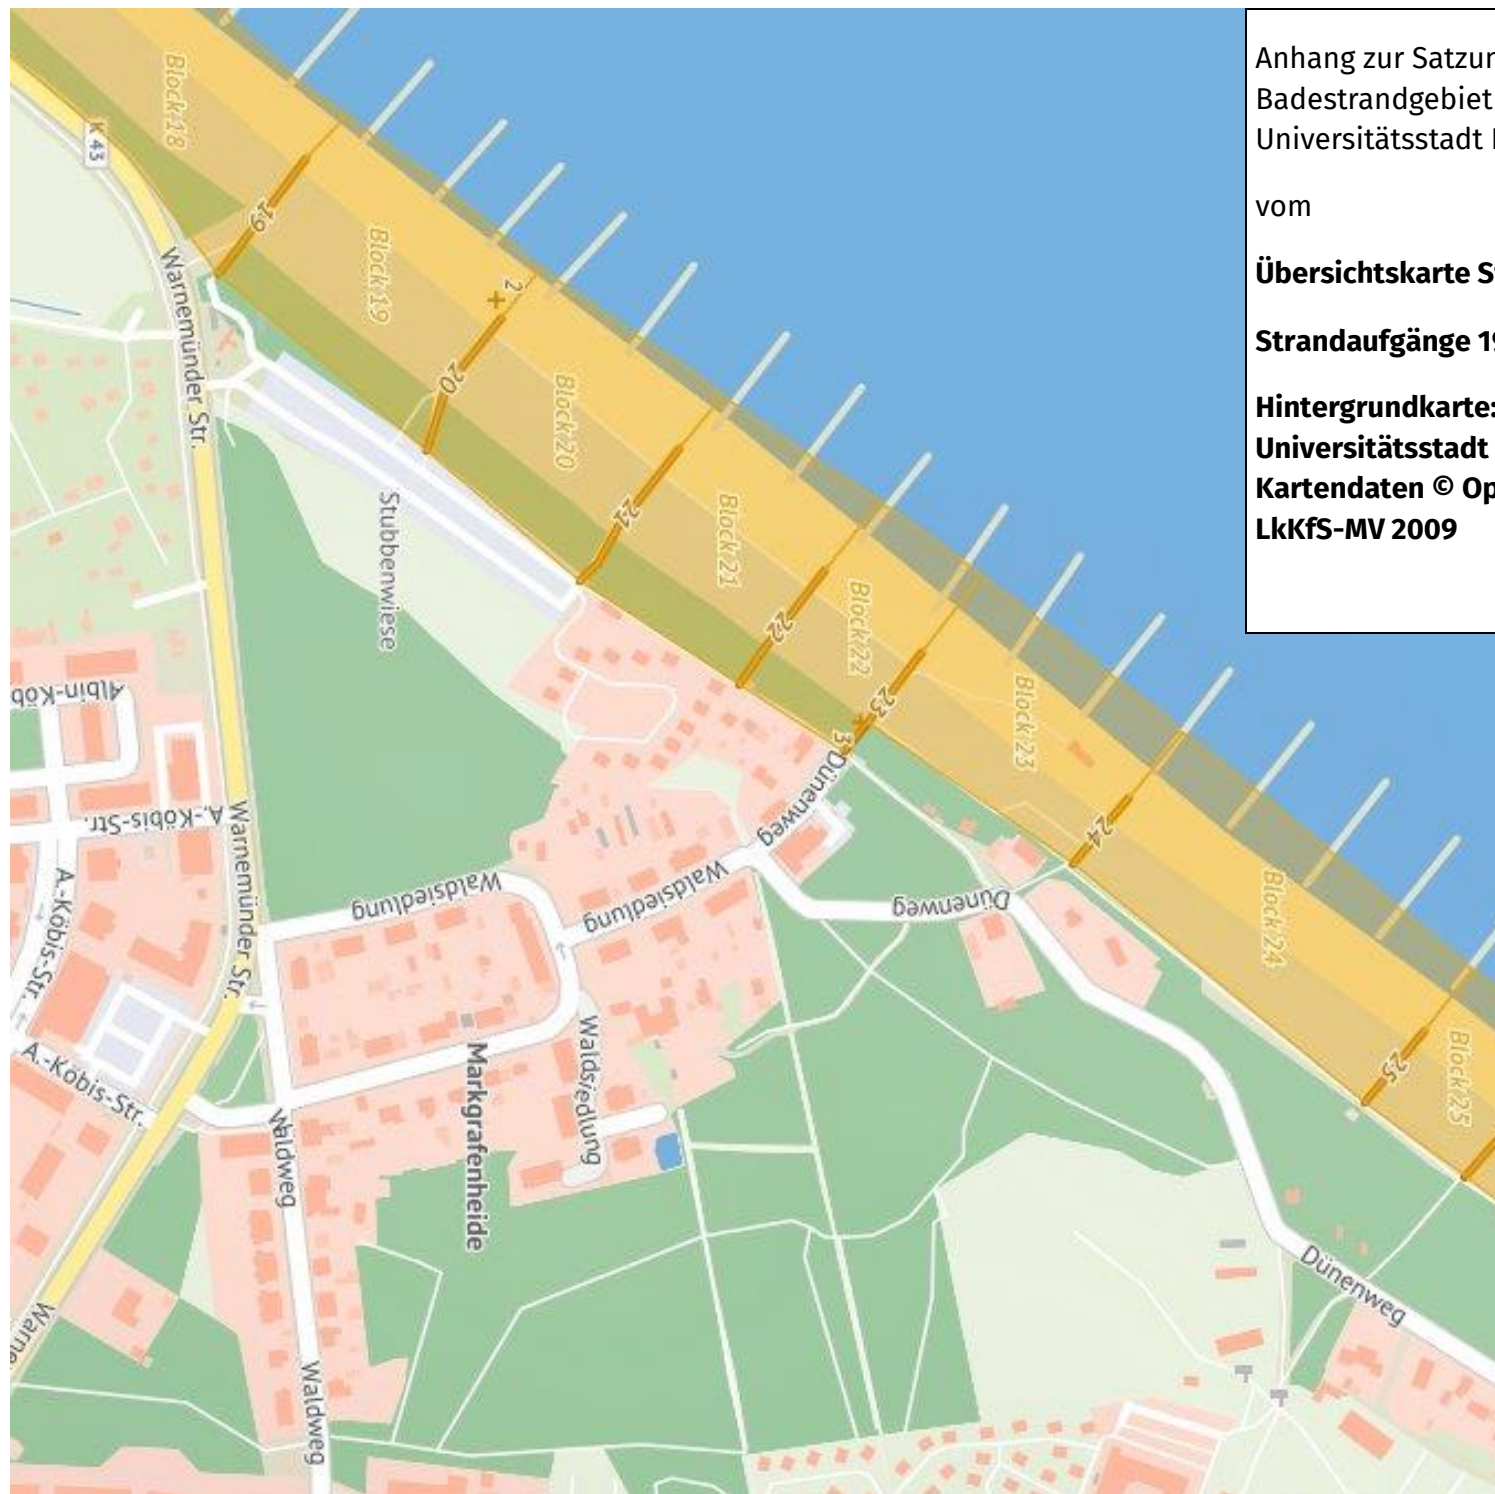 Anhang zur Satzun
Badestrandgebiet
Universitätsstadt
vom
Übersichtskarte S
Strandaufgänge 19
Hintergrundkarte:
Universitätsstadt
Kartendaten © Op
LkKfS-MV 2009
Block 18
K 43
19
Warnemünder Str.
Block 19
2
20
Block 20
Stubbenwiese
21
Block 21
22
Block 22
23
3
Block 23
24
Block 24
25
Block 25
Albin-Köb
A.-Köbis-Str.
A.-Köbis-Str.
A.-Köbis-Str.
Warnemünder Str.
Waldsiedlung
Waldsiedlung
Waldsiedlung
Dünenweg
Dünenweg
Dünenweg
Markgrafenheide
Waldweg
Waldweg
Warne